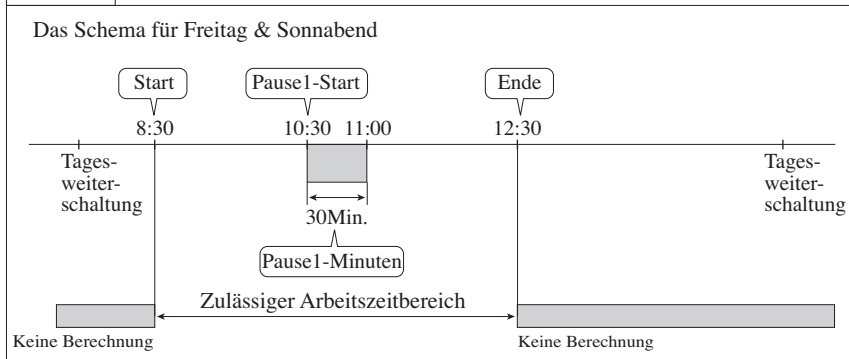 Das Schema für Freitag & Sonnabend
Start
Pause1-Start
Ende
8:30
10:30
11:00
12:30
Tages-
weiter-
schaltung
Tages-
weiter-
schaltung
30Min.
Pause1-Minuten
Zulässiger Arbeitszeitbereich
Keine Berechnung
Keine Berechnung